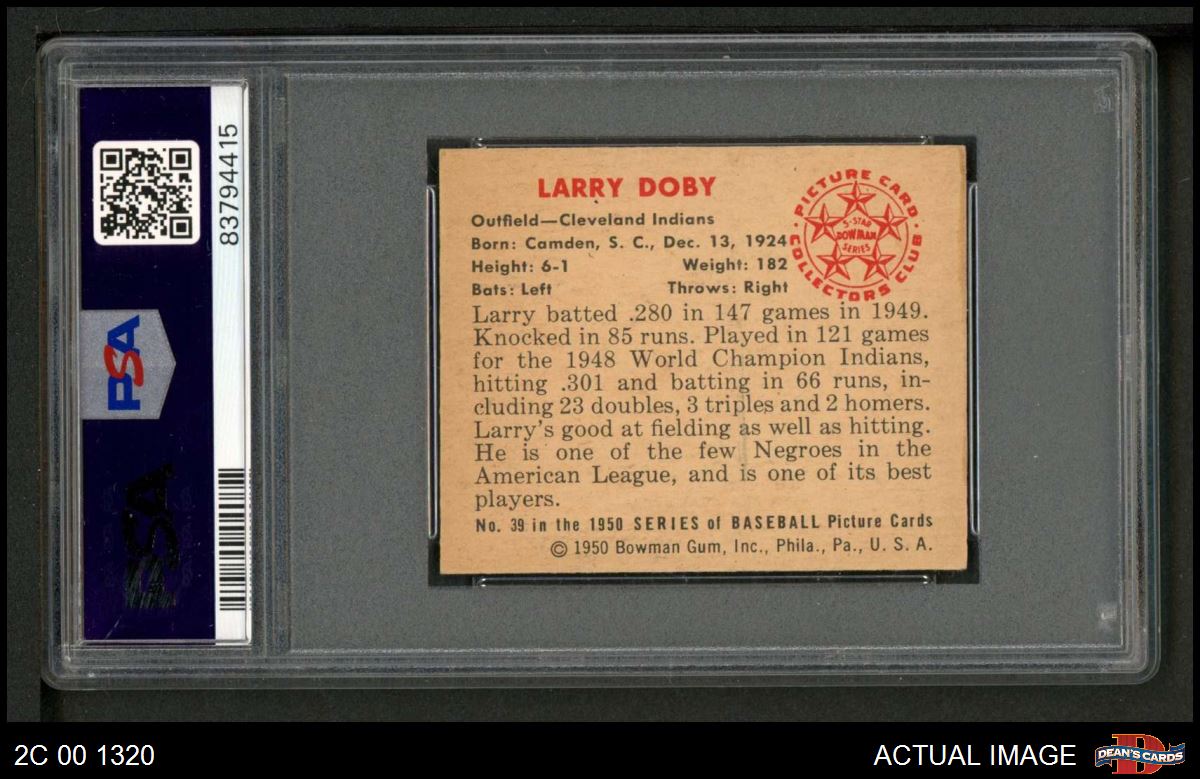 83794415
PSA
PSA
LARRY DOBY
Outfield—Cleveland Indians
Born: Camden, S. C., Dec. 13, 1924
Height: 6-1 Weight: 182
Bats: Left Throws: Right
PICTURE CARD
COLLECTORS CLUB
5-STAR
BOWMAN
SERIES
Larry batted .280 in 147 games in 1949.
Knocked in 85 runs. Played in 121 games
for the 1948 World Champion Indians,
hitting .301 and batting in 66 runs, in-
cluding 23 doubles, 3 triples and 2 homers.
Larry's good at fielding as well as hitting.
He is one of the few Negroes in the
American League, and is one of its best
players.
No. 39 in the 1950 SERIES of BASEBALL Picture Cards
© 1950 Bowman Gum, Inc., Phila., Pa., U. S. A.
2C 00 1320
ACTUAL IMAGE
DEAN'S CARDS